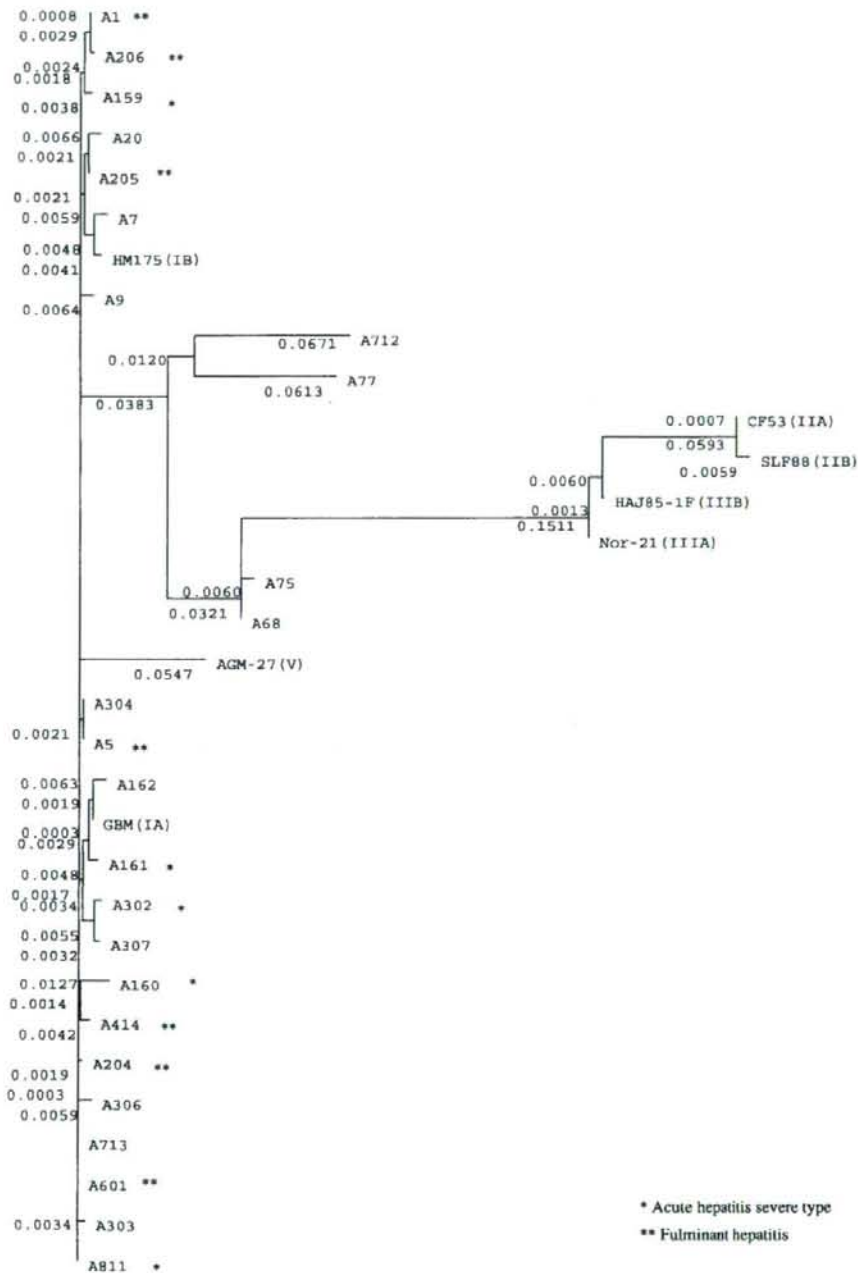 0.0008 A1 **
0.0029
A206 **
0.0024
0.0018
A159 *
0.0038
0.0066 A20
0.0021
A205 **
0.0021
0.0059 A7
0.0048
HM175(IB)
0.0041
A9
0.0064
A712
0.0671
0.0120
A77
0.0613
0.0383
0.0007 CF53(IIA)
0.0593
SLF88(IIB)
0.0059
0.0060
HAJ85-1F(IIIB)
0.0013
0.1511
Nor-21(IIIA)
A75
0.0060
0.0321
A68
AGM-27(V)
0.0547
A304
0.0021
A5 **
0.0063 A162
0.0019
GBM(IA)
0.0003
0.0029
A161 *
0.0048
0.0017
0.0034 A302 *
0.0055
A307
0.0032
0.0127 A160 *
0.0014
A414 **
0.0042
A204 **
0.0019
0.0003
A306
0.0059
A713
A601 **
0.0034 A303
A811 *
* Acute hepatitis severe type
** Fulminant hepatitis